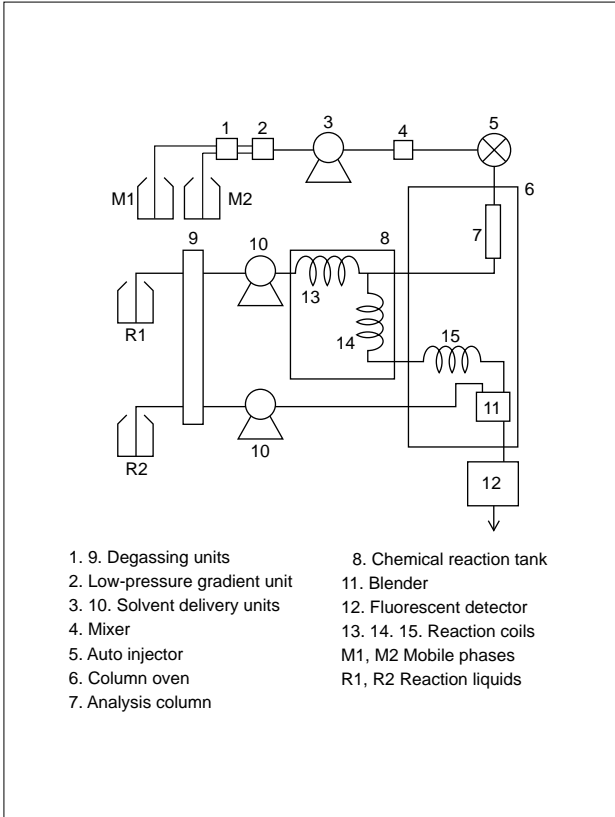 1
2
3
4
5
M1
M2
6
7
9
10
8
13
14
15
R1
11
R2
10
12
1. 9. Degassing units
2. Low-pressure gradient unit
3. 10. Solvent delivery units
4. Mixer
5. Auto injector
6. Column oven
7. Analysis column
8. Chemical reaction tank
11. Blender
12. Fluorescent detector
13. 14. 15. Reaction coils
M1, M2 Mobile phases
R1, R2 Reaction liquids